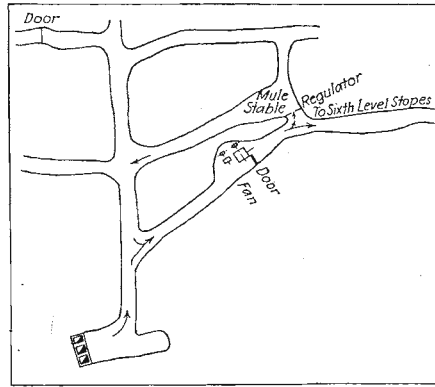 Door
Mule
Stable
Regulator
To Sixth Level Stopes
Door
Fan